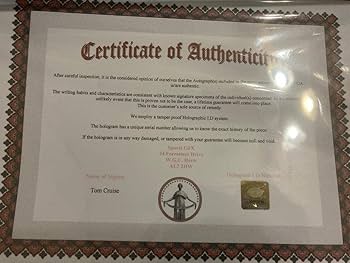 Certificate of Authenticity
After careful inspection, it is the considered opinion of ourselves that the Autograph(s) included in the
is/are authentic.
The writing habits and characteristics are consistent with known signature specimens of the individual(s) concerned.
unlikely event that this is proven not to be the case, a lifetime guarantee will come into place.
This is the customer's sole source of remedy.
We employ a tamper proof Holographic I.D system.
The hologram has a unique serial number allowing us to know the exact history of the piece.
If the hologram is in any way damaged, or tampered with your guarantee will become null and void.
Sports GFX
W.G.C, Herts
Name of Signee
Hologram I.D Number
Tom Cruise